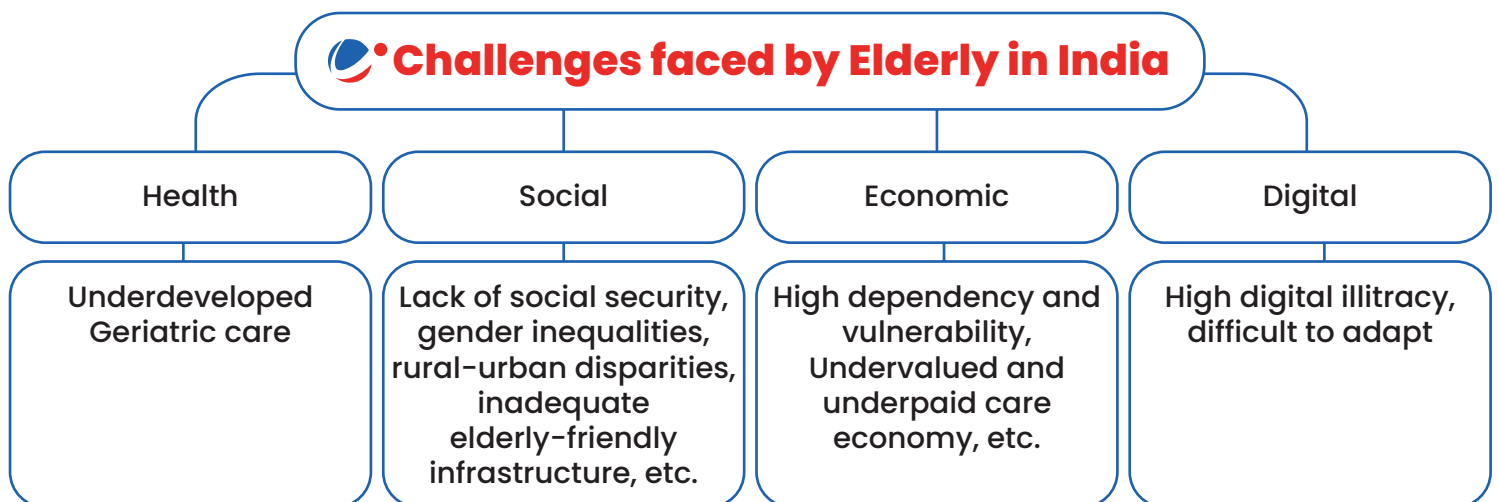 Challenges faced by Elderly in India
Health
Social
Economic
Digital
Underdeveloped
Geriatric care
Lack of social security,
gender inequalities,
rural-urban disparities,
inadequate
elderly-friendly
infrastructure, etc.
High dependency and
vulnerability,
Undervalued and
underpaid care
economy, etc.
High digital illitracy,
difficult to adapt